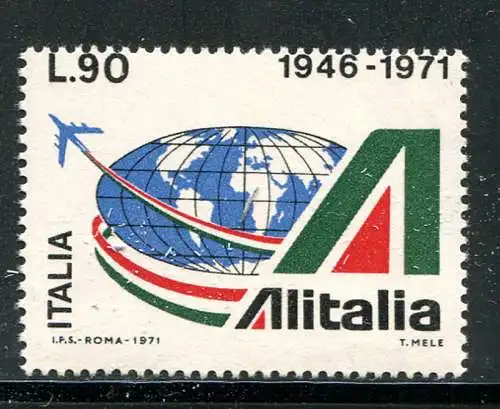 L.90 1946-1971
ITALIA
Alitalia
I.P.S.-ROMA-1971 T. MELE